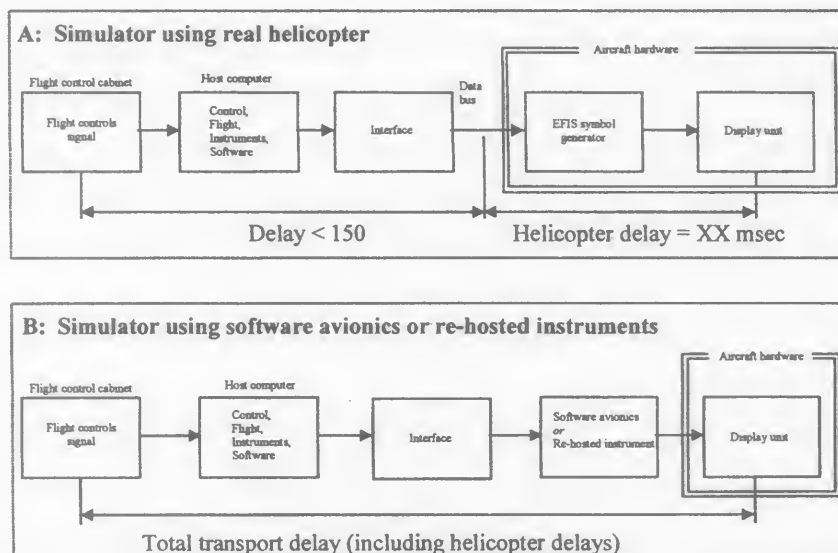 A: Simulator using real helicopter
Aircraft hardware
Flight control cabinet
Host computer
Data
bus
Flight controls
signal
Control,
Flight,
Instruments,
Software
Interface
EFIS symbol
generator
Display unit
Delay < 150
Helicopter delay = XX msec
B: Simulator using software avionics or re-hosted instruments
Aircraft hardware
Flight control cabinet
Host computer
Flight controls
signal
Control,
Flight,
Instruments,
Software
Interface
Software avionics
or
Re-hosted instrument
Display unit
Total transport delay (including helicopter delays)